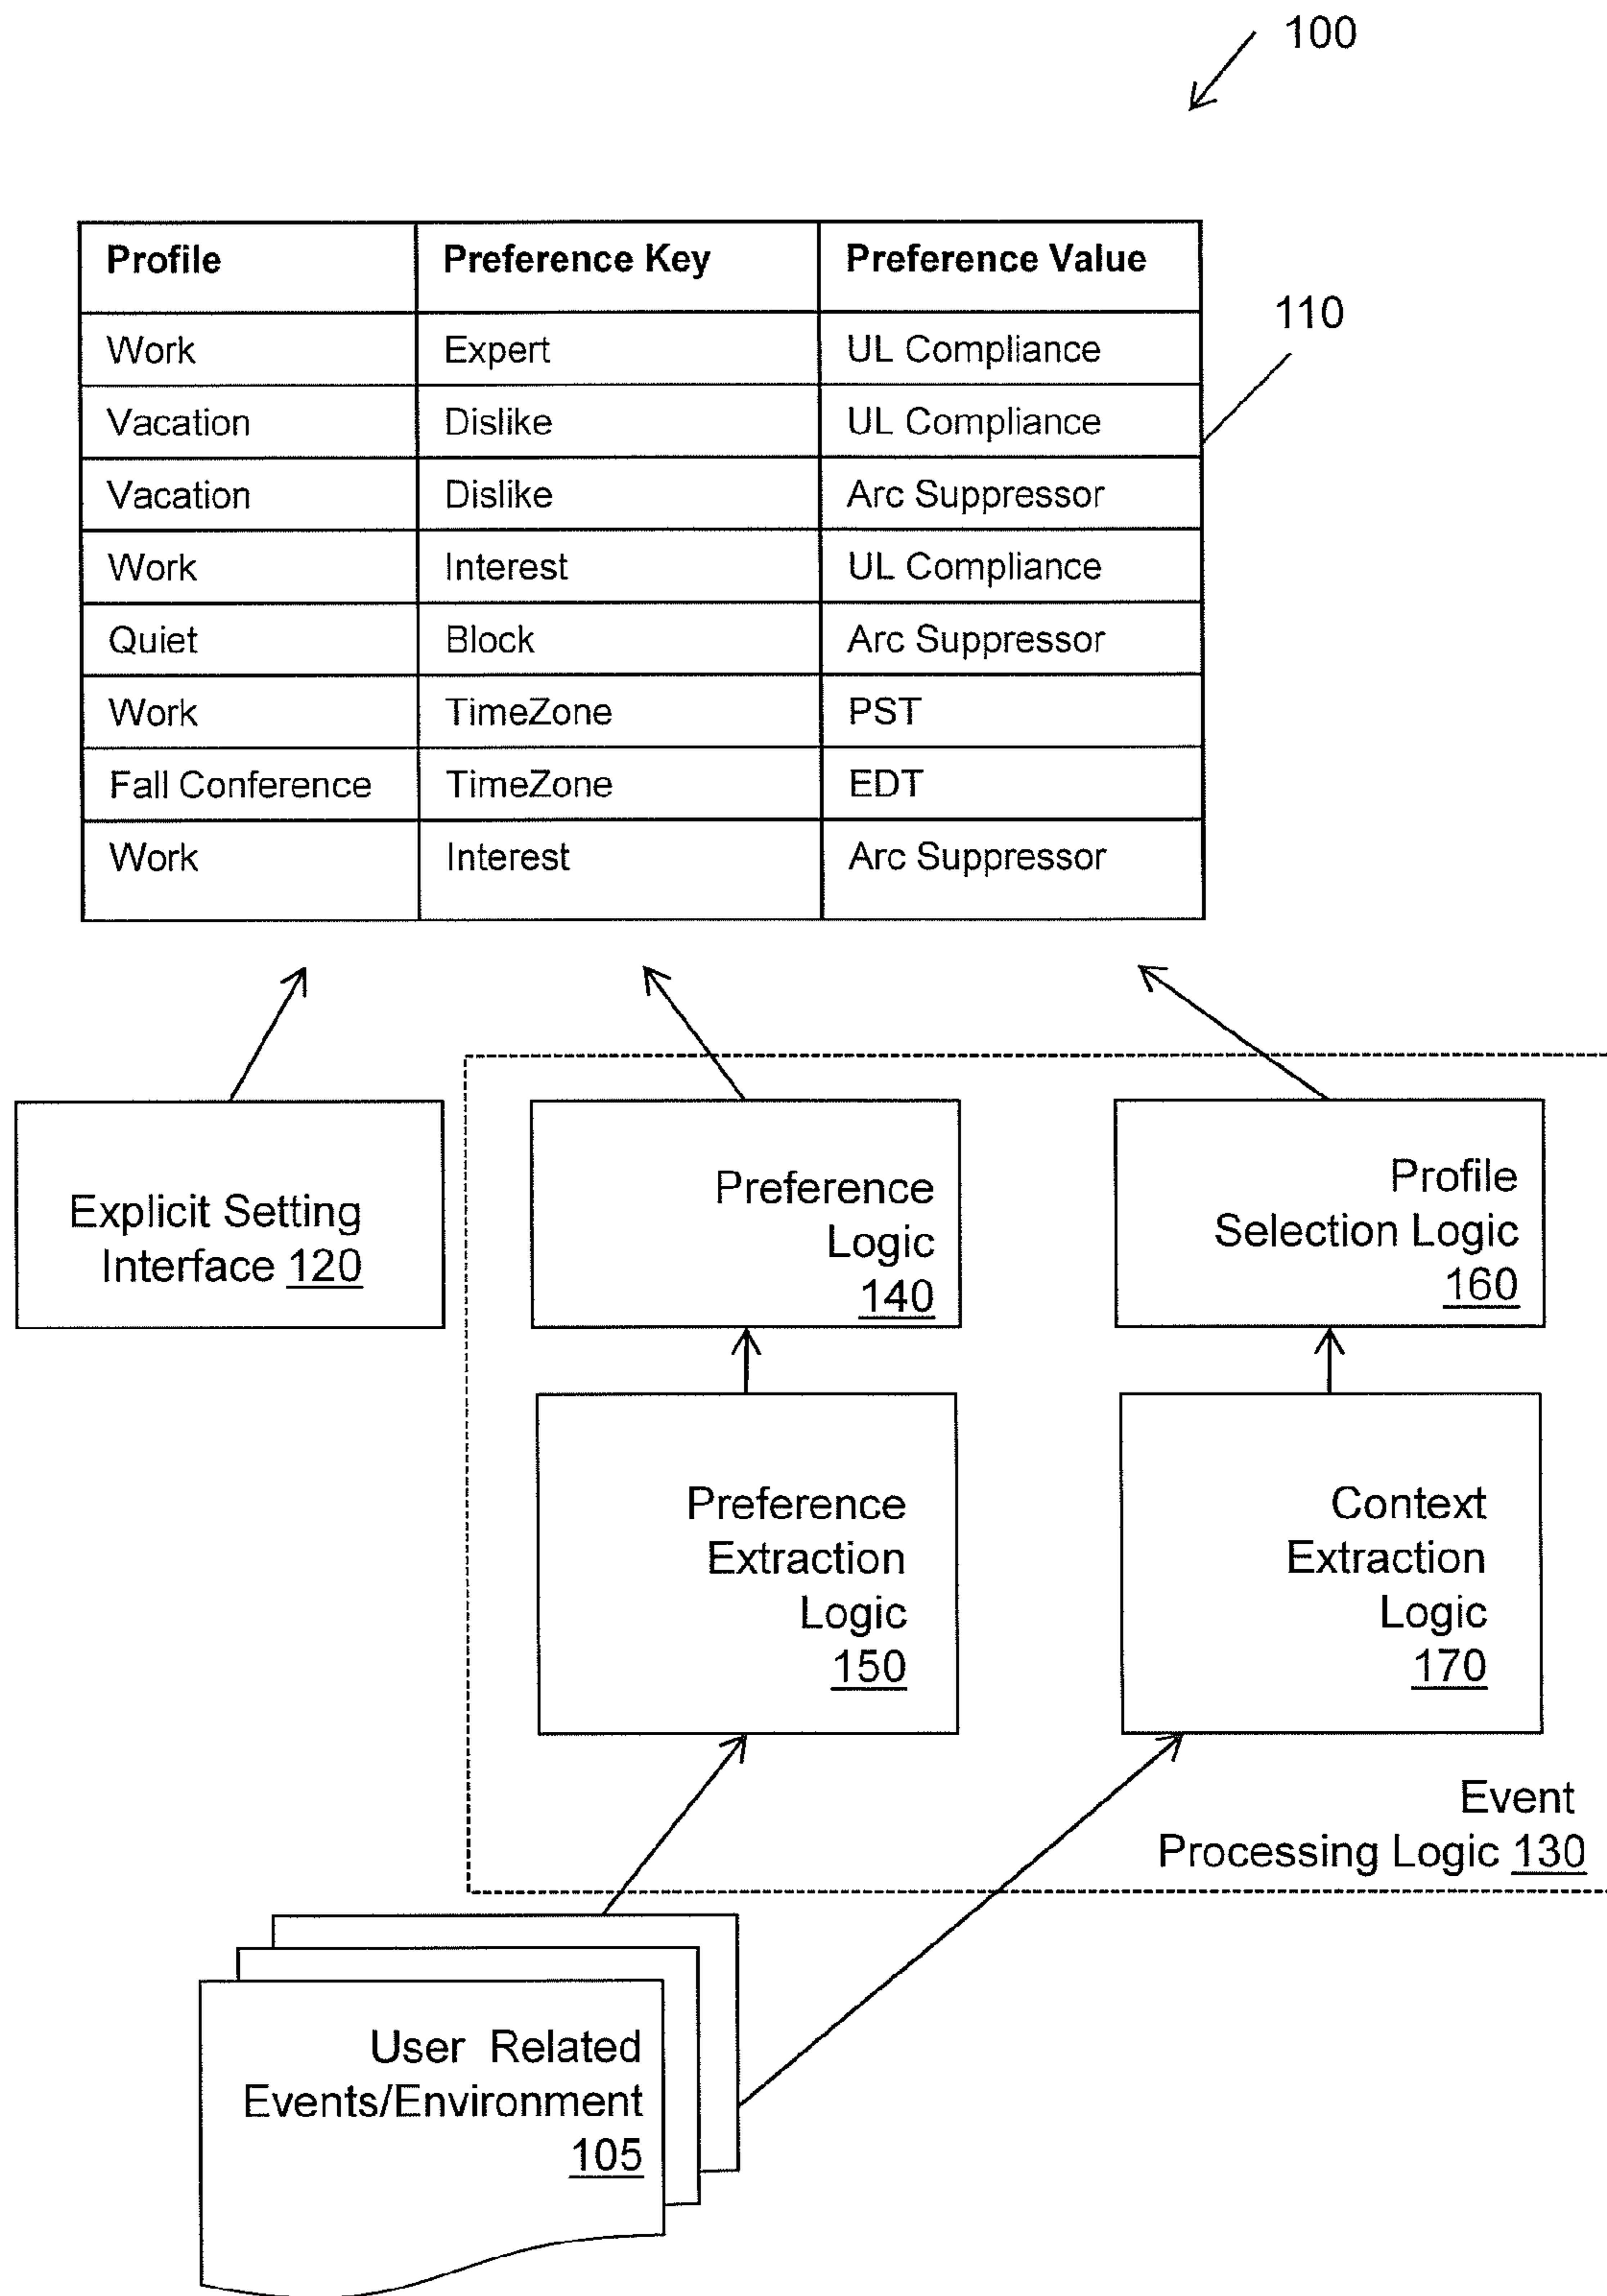 100
Profile Preference Key Preference Value
110
Work Expert UL Compliance
Vacation Dislike UL Compliance
Vacation Dislike Arc Suppressor
Work Interest UL Compliance
Quiet Block Arc Suppressor
Work TimeZone PST
Fall Conference TimeZone EDT
Work Interest Arc Suppressor
Explicit Setting
Interface 120
Preference
Logic
140
Profile
Selection Logic
160
Preference
Extraction
Logic
150
Context
Extraction
Logic
170
Event
Processing Logic 130
User Related
Events/Environment
105